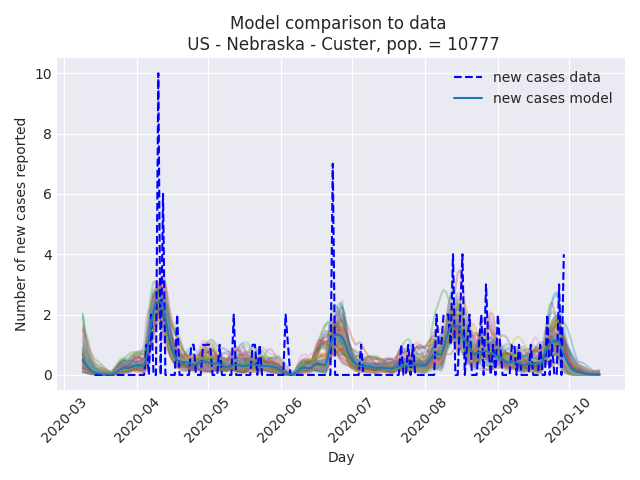 Model comparison to data
US - Nebraska - Custer, pop. = 10777
new cases data
new cases model
Number of new cases reported
10
8
6
4
2
0
2020-03
2020-04
2020-05
2020-06
2020-07
2020-08
2020-09
2020-10
Day